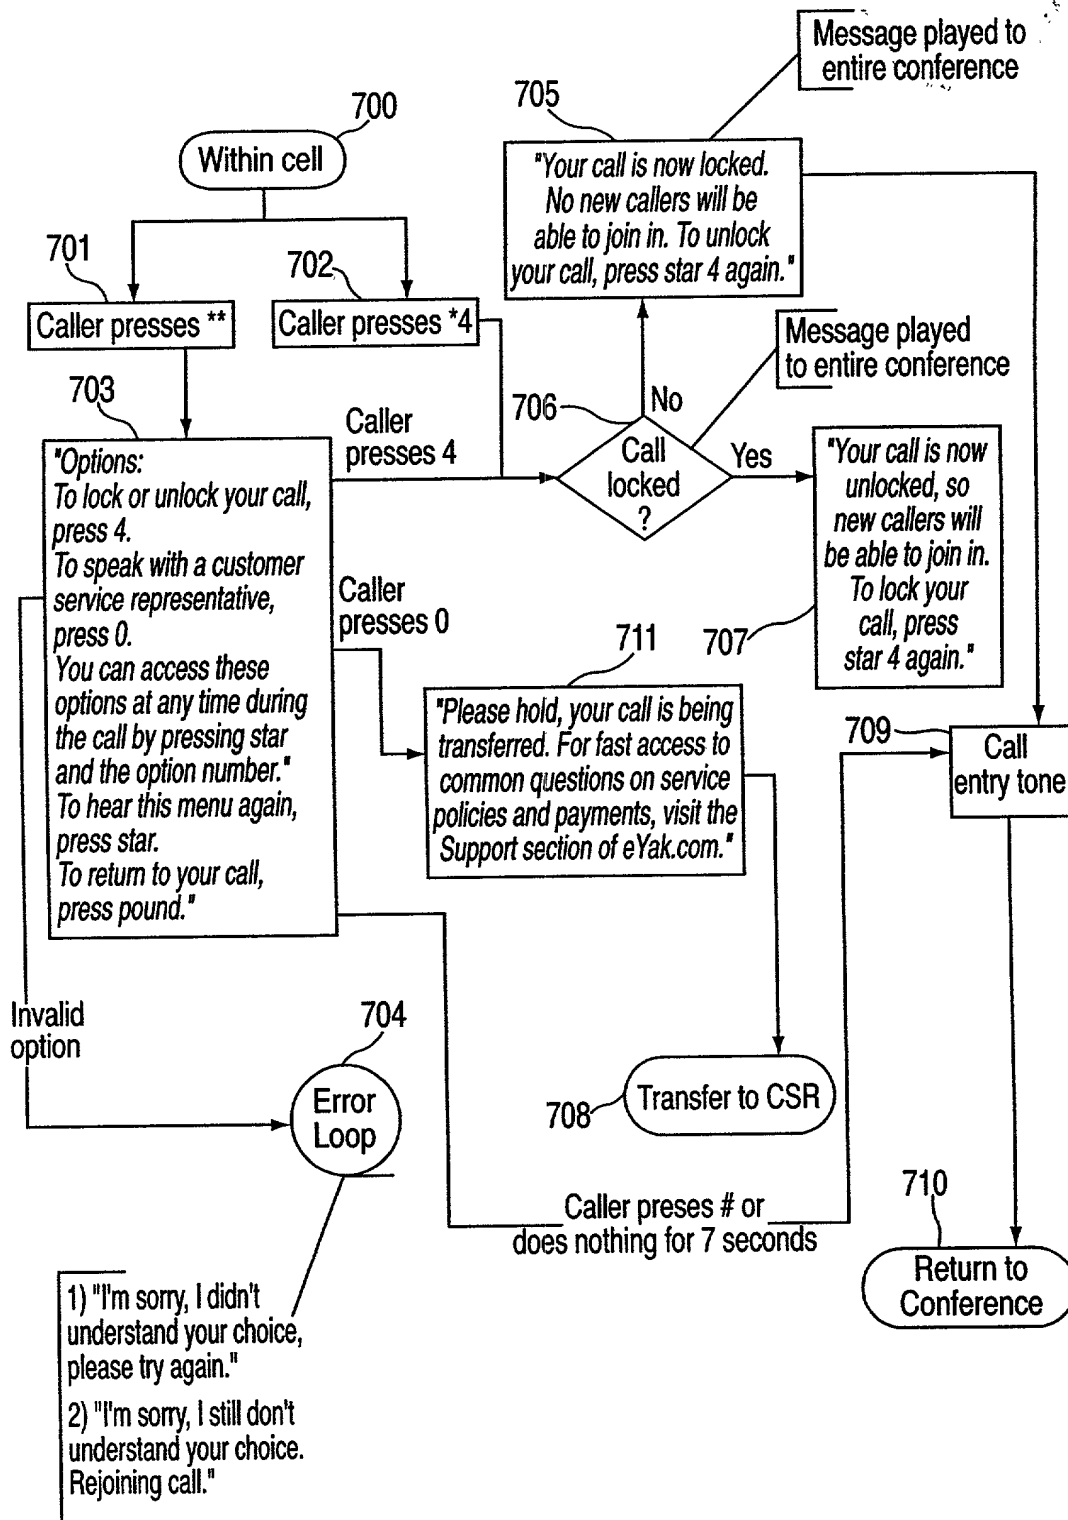 Message played to
entire conference
705
700
Within cell
"Your call is now locked.
No new callers will be
able to join in. To unlock
your call, press star 4 again."
701
702
Caller presses **
Caller presses *4
Message played
to entire conference
703
706
No
Caller
presses 4
Call
locked
?
Yes
"Your call is now
unlocked, so
new callers will
be able to join in.
To lock your
call, press
star 4 again."
707
"Options:
To lock or unlock your call,
press 4.
To speak with a customer
service representative,
press 0.
You can access these
options at any time during
the call by pressing star
and the option number."
To hear this menu again,
press star.
To return to your call,
press pound."
Caller
presses 0
711
"Please hold, your call is being
transferred. For fast access to
common questions on service
policies and payments, visit the
Support section of eYak.com."
709
Call
entry tone
Invalid
option
704
Error
Loop
708
Transfer to CSR
Caller preses # or
does nothing for 7 seconds
710
Return to
Conference
1) "I'm sorry, I didn't
understand your choice,
please try again."
2) "I'm sorry, I still don't
understand your choice.
Rejoining call."